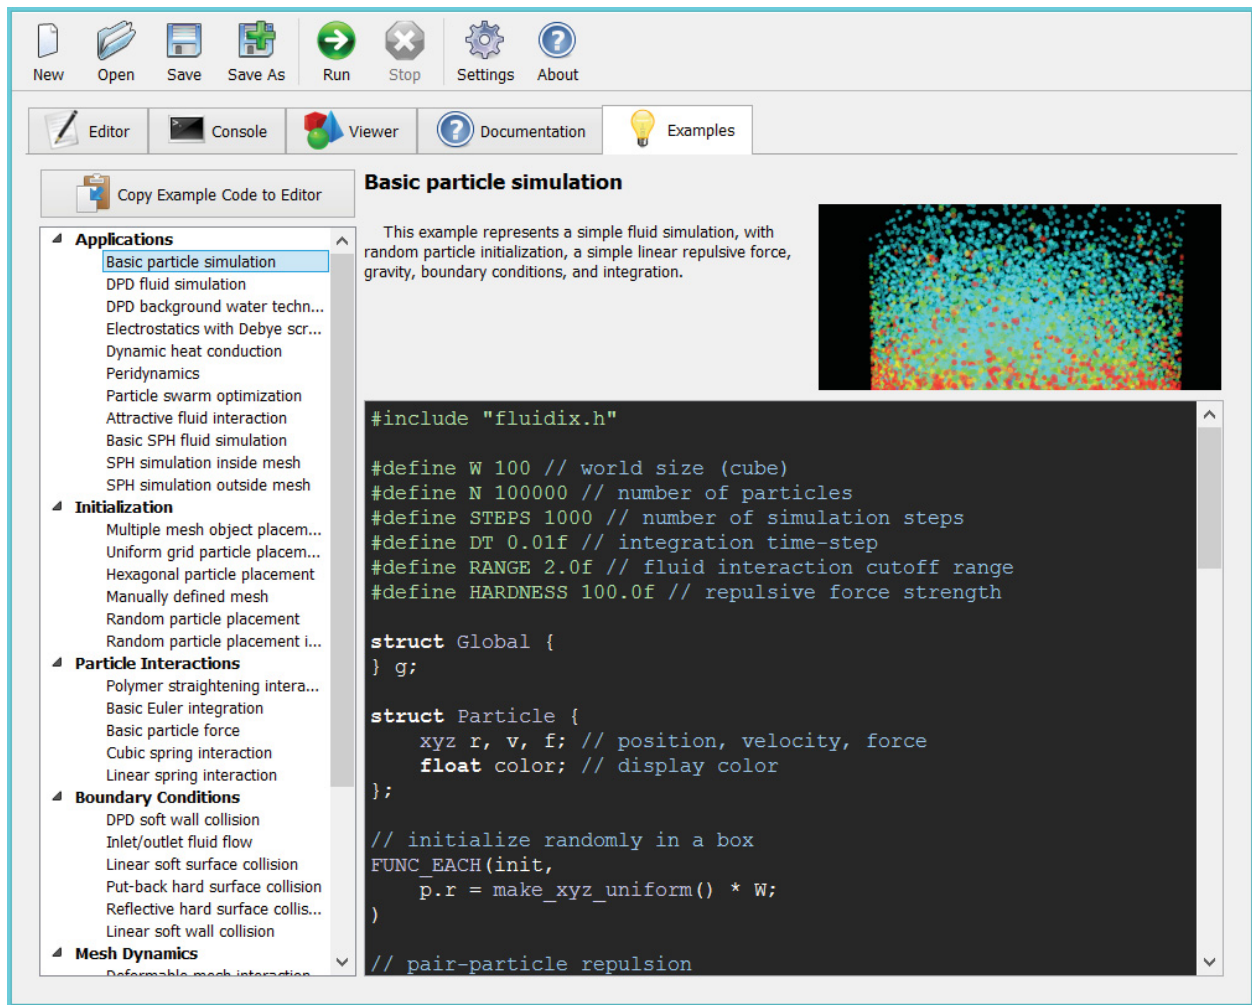 New Open Save Save As Run Stop Settings About
Editor Console Viewer Documentation Examples
Copy Example Code to Editor
Applications
Basic particle simulation
DPD fluid simulation
DPD background water techn...
Electrostatics with Debye scr...
Dynamic heat conduction
Peridynamics
Particle swarm optimization
Attractive fluid interaction
Basic SPH fluid simulation
SPH simulation inside mesh
SPH simulation outside mesh
Initialization
Multiple mesh object placem...
Uniform grid particle placem...
Hexagonal particle placement
Manually defined mesh
Random particle placement
Random particle placement i...
Particle Interactions
Polymer straightening intera...
Basic Euler integration
Basic particle force
Cubic spring interaction
Linear spring interaction
Boundary Conditions
DPD soft wall collision
Inlet/outlet fluid flow
Linear soft surface collision
Put-back hard surface collision
Reflective hard surface collis...
Linear soft wall collision
Mesh Dynamics
Deformable mesh interaction
Basic particle simulation
This example represents a simple fluid simulation, with
random particle initialization, a simple linear repulsive force,
gravity, boundary conditions, and integration.
#include "fluidix.h"
#define W 100 // world size (cube)
#define N 100000 // number of particles
#define STEPS 1000 // number of simulation steps
#define DT 0.01f // integration time-step
#define RANGE 2.0f // fluid interaction cutoff range
#define HARDNESS 100.0f // repulsive force strength
struct Global {
} g;
struct Particle {
xyz r, v, f; // position, velocity, force
float color; // display color
};
// initialize randomly in a box
FUNC_EACH(init,
p.r = make_xyz_uniform() * W;
)
// pair-particle repulsion